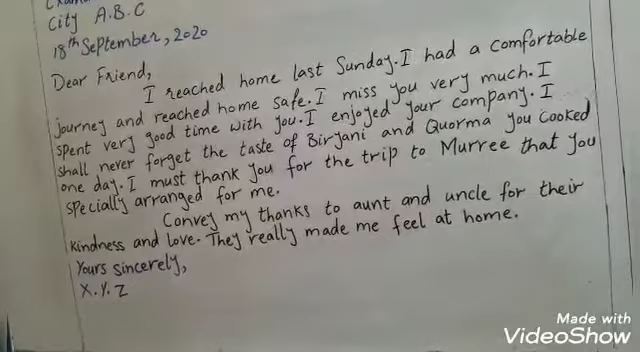 City A.B.C
18th September, 2020
Dear Friend,
I reached home last Sunday. I had a comfortable
journey and reached home safe. I miss you very much. I
spent very good time with you. I enjoyed your company. I
shall never forget the taste of Biryani and Quorma you cooked
one day. I must thank you for the trip to Murree that you
specially arranged for me.
Convey my thanks to aunt and uncle for their
kindness and love. They really made me feel at home.
Yours sincerely,
X.Y.Z
Made with
VideoShow